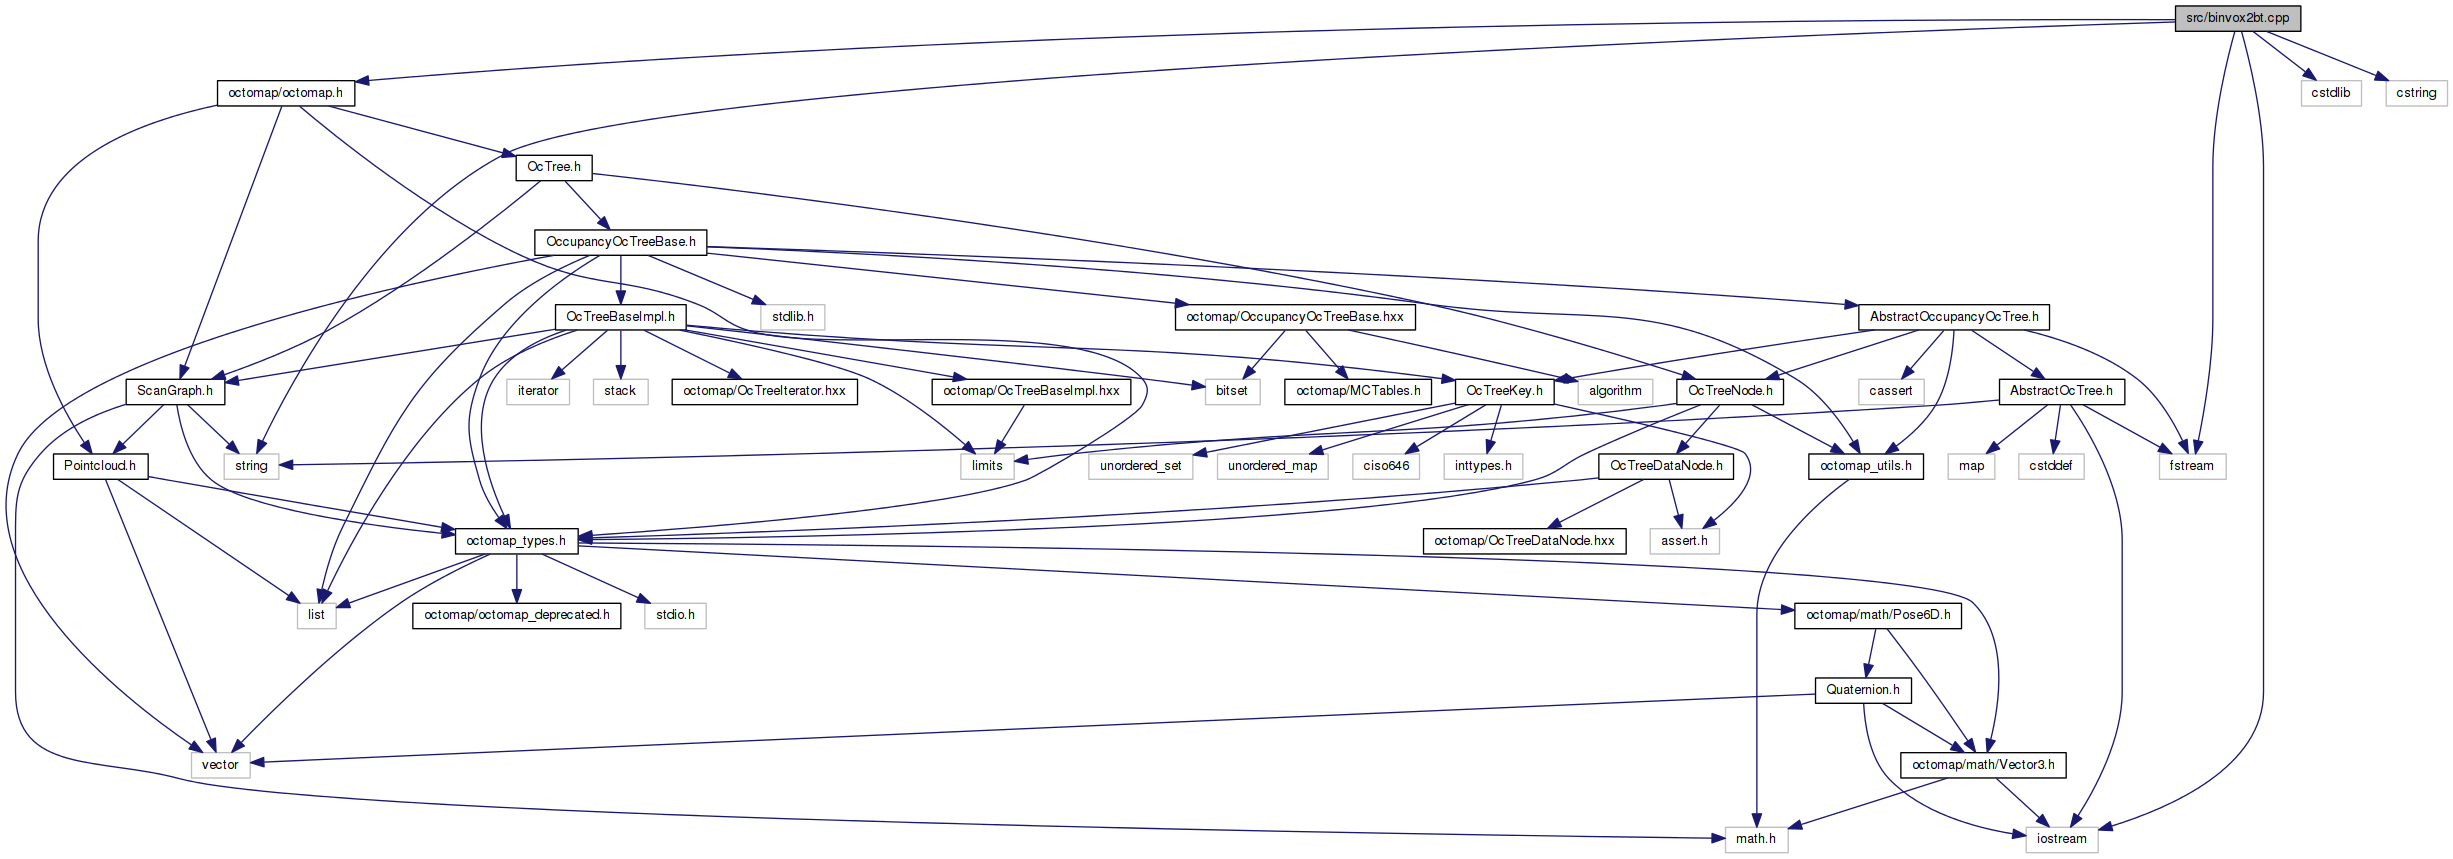 src/binvox2bt.cpp
octomap/octomap.h
cstdlib
cstring
OcTree.h
OccupancyOcTreeBase.h
OcTreeBaseImpl.h
stdlib.h
octomap/OccupancyOcTreeBase.hxx
AbstractOccupancyOcTree.h
ScanGraph.h
iterator
stack
octomap/OcTreeIterator.hxx
octomap/OcTreeBaseImpl.hxx
bitset
octomap/MCTables.h
OcTreeKey.h
algorithm
OcTreeNode.h
cassert
AbstractOcTree.h
Pointcloud.h
string
limits
unordered_set
unordered_map
ciso646
inttypes.h
OcTreeDataNode.h
octomap_utils.h
map
cstddef
fstream
octomap_types.h
octomap/OcTreeDataNode.hxx
assert.h
list
octomap/octomap_deprecated.h
stdio.h
octomap/math/Pose6D.h
Quaternion.h
vector
octomap/math/Vector3.h
math.h
iostream